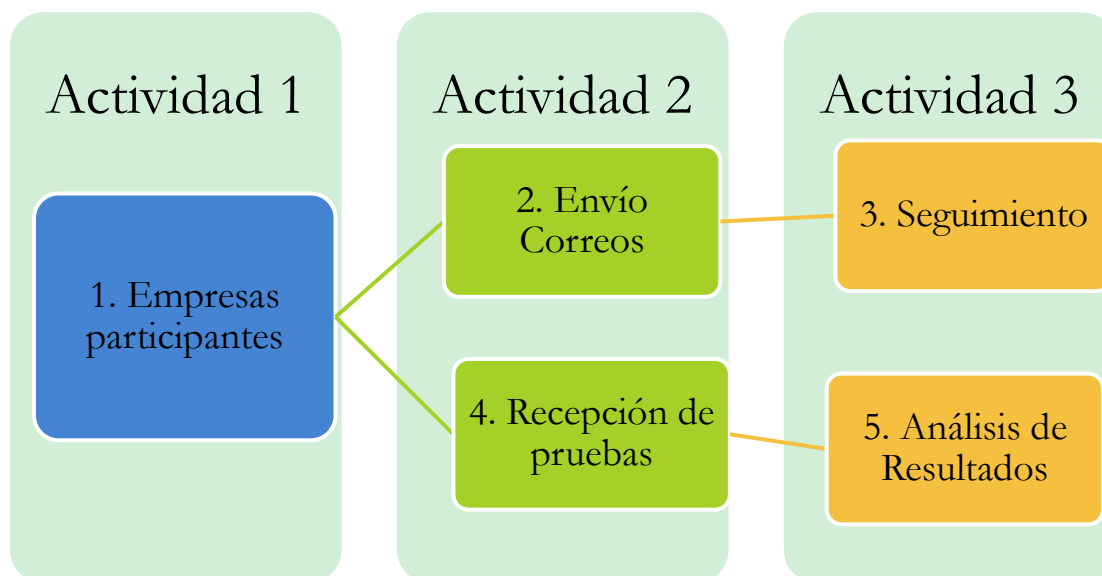 Actividad 1
1. Empresas
participantes
Actividad 2
2. Envío
Correos
4. Recepción de
pruebas
Actividad 3
3. Seguimiento
5. Análisis de
Resultados